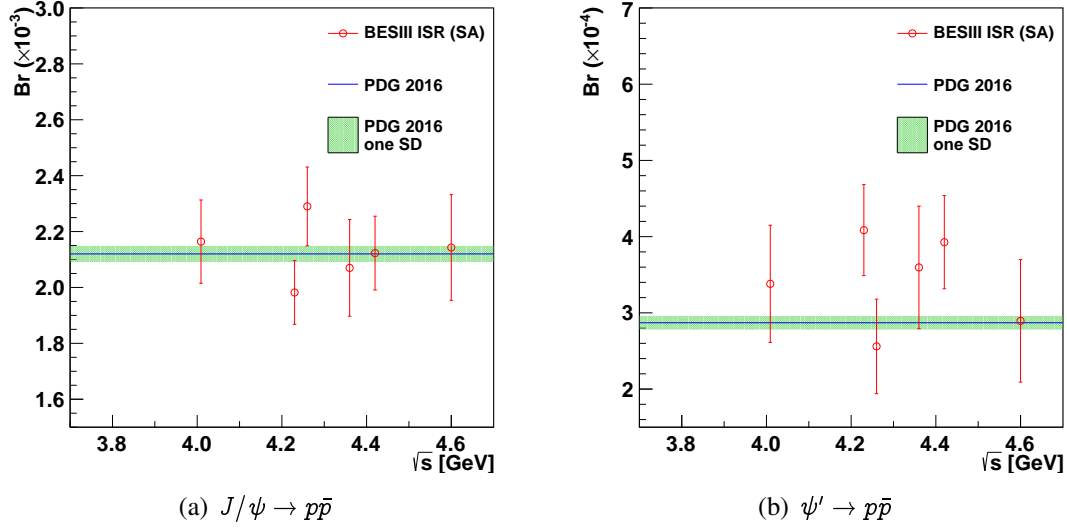 Br (×10⁻³)
3.0
2.8
2.6
2.4
2.2
2.0
1.8
1.6
BESIII ISR (SA)
PDG 2016
PDG 2016
one SD
3.8 4.0 4.2 4.4 4.6
√s [GeV]
(a) J/ψ → pp̄
Br (×10⁻⁴)
7
6
5
4
3
2
BESIII ISR (SA)
PDG 2016
PDG 2016
one SD
3.8 4.0 4.2 4.4 4.6
√s [GeV]
(b) ψ′ → pp̄